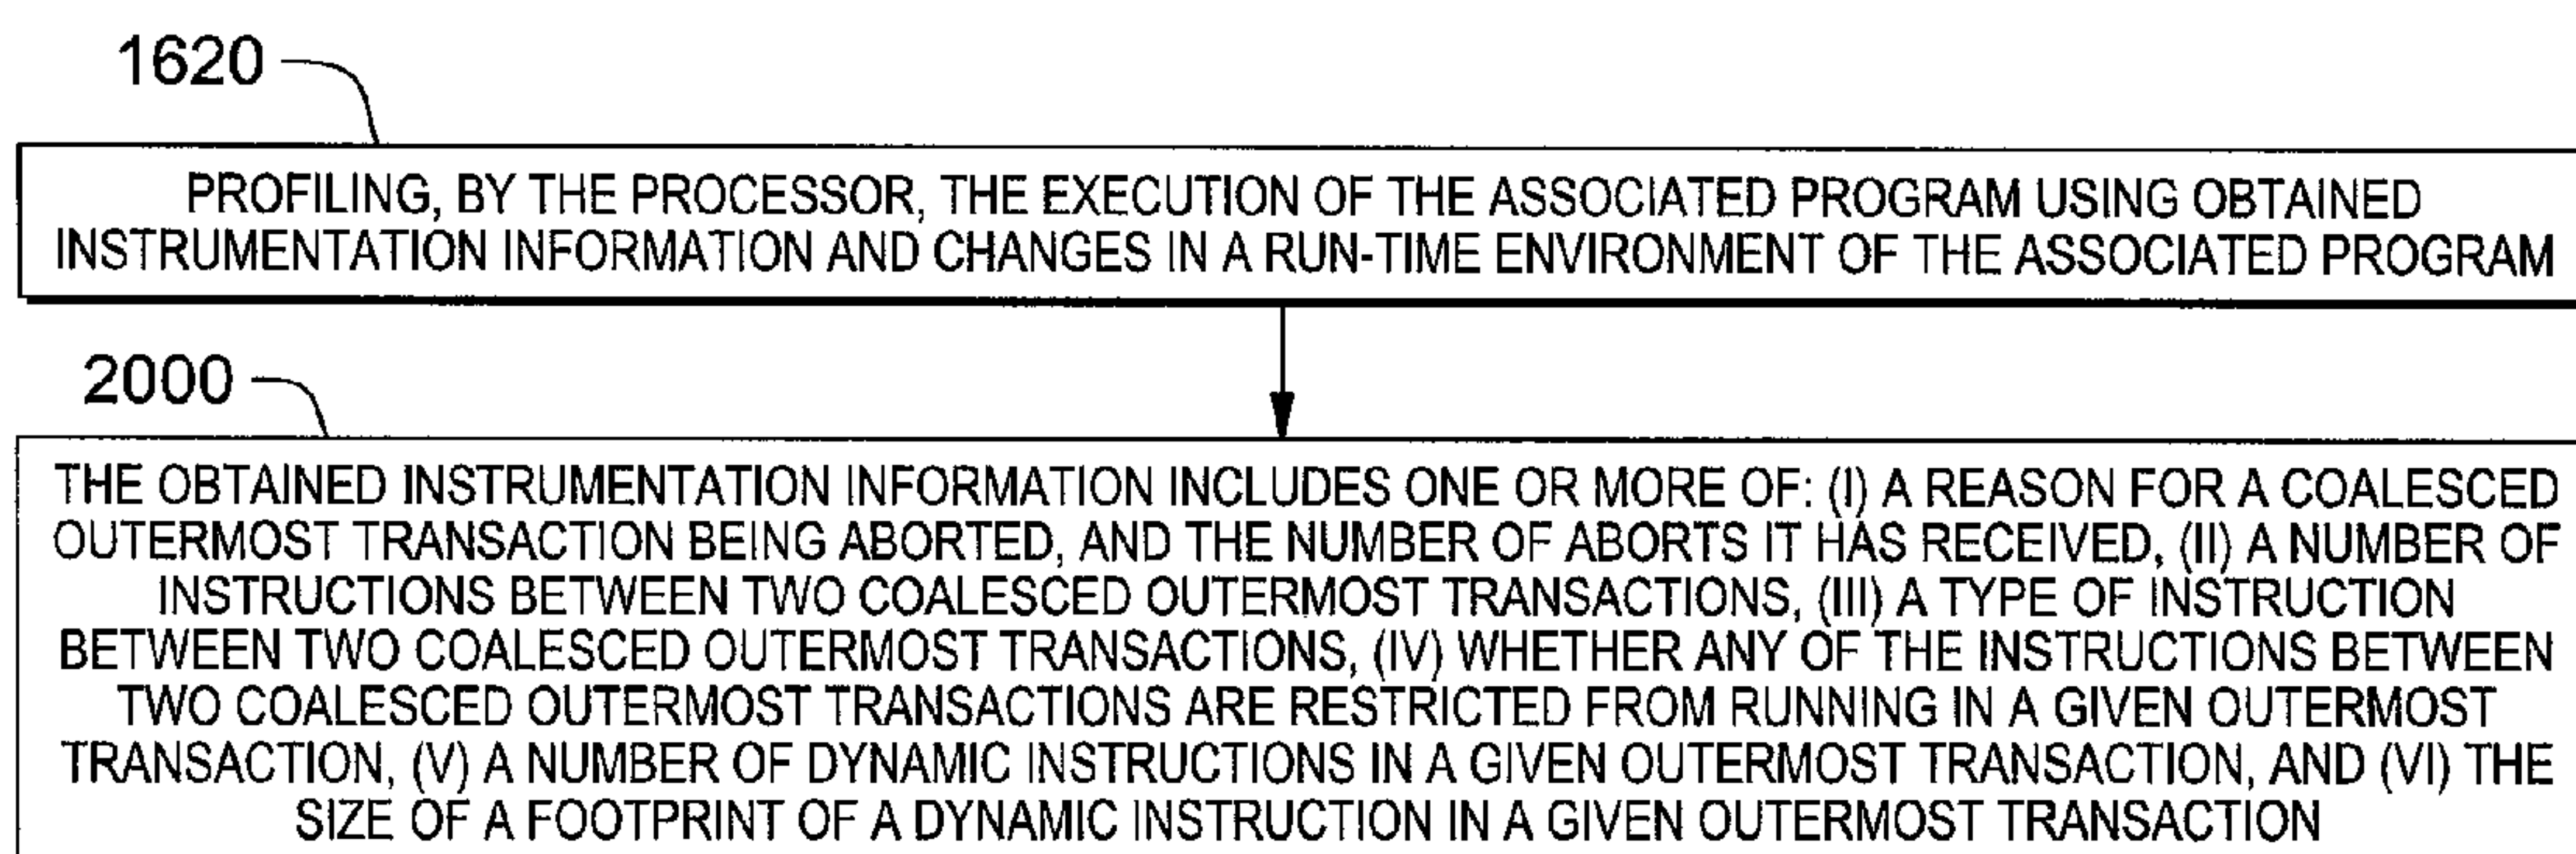 1620
PROFILING, BY THE PROCESSOR, THE EXECUTION OF THE ASSOCIATED PROGRAM USING OBTAINED
INSTRUMENTATION INFORMATION AND CHANGES IN A RUN-TIME ENVIRONMENT OF THE ASSOCIATED PROGRAM
2000
THE OBTAINED INSTRUMENTATION INFORMATION INCLUDES ONE OR MORE OF: (I) A REASON FOR A COALESCED
OUTERMOST TRANSACTION BEING ABORTED, AND THE NUMBER OF ABORTS IT HAS RECEIVED, (II) A NUMBER OF
INSTRUCTIONS BETWEEN TWO COALESCED OUTERMOST TRANSACTIONS, (III) A TYPE OF INSTRUCTION
BETWEEN TWO COALESCED OUTERMOST TRANSACTIONS, (IV) WHETHER ANY OF THE INSTRUCTIONS BETWEEN
TWO COALESCED OUTERMOST TRANSACTIONS ARE RESTRICTED FROM RUNNING IN A GIVEN OUTERMOST
TRANSACTION, (V) A NUMBER OF DYNAMIC INSTRUCTIONS IN A GIVEN OUTERMOST TRANSACTION, AND (VI) THE
SIZE OF A FOOTPRINT OF A DYNAMIC INSTRUCTION IN A GIVEN OUTERMOST TRANSACTION